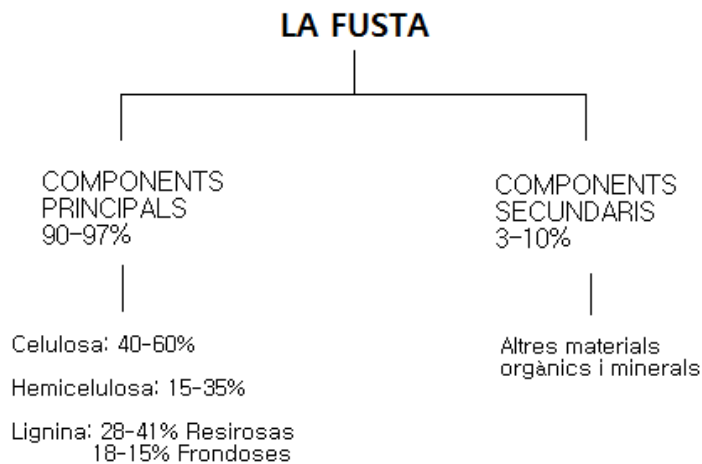 LA FUSTA
COMPONENTS
PRINCIPALS
90-97%
Celulosa: 40-60%
Hemicelulosa: 15-35%
Lignina: 28-41% Resirosas
18-15% Frondoses
COMPONENTS
SECUNDARIS
3-10%
Altres materials
orgànics i minerals